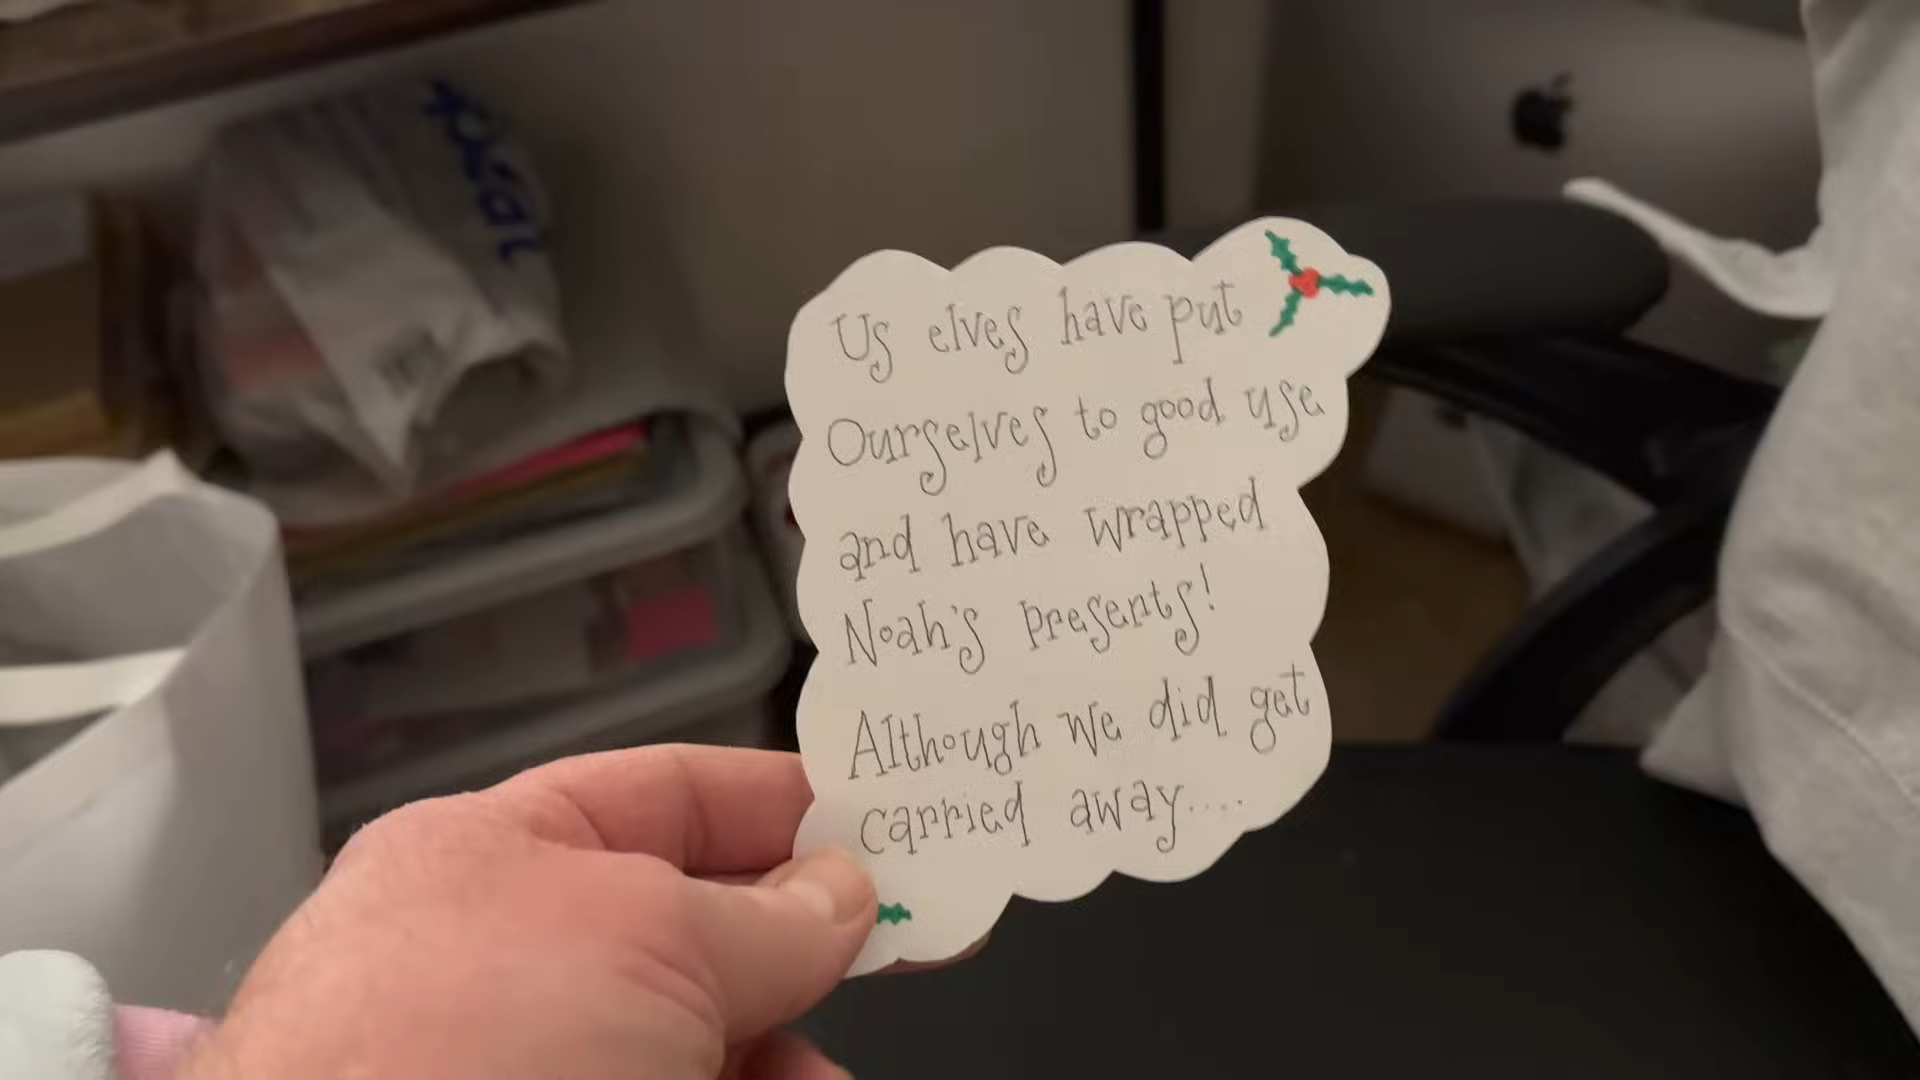 Us elves have put
Ourselves to good use
and have wrapped
Noah's presents!
Although we did get
carried away....